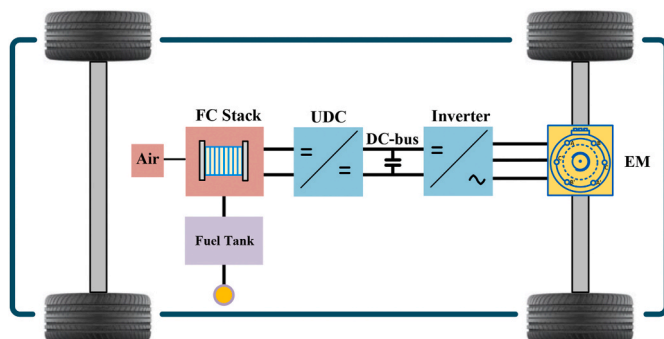 FC Stack
UDC
Inverter
DC-bus
Air
EM
Fuel Tank